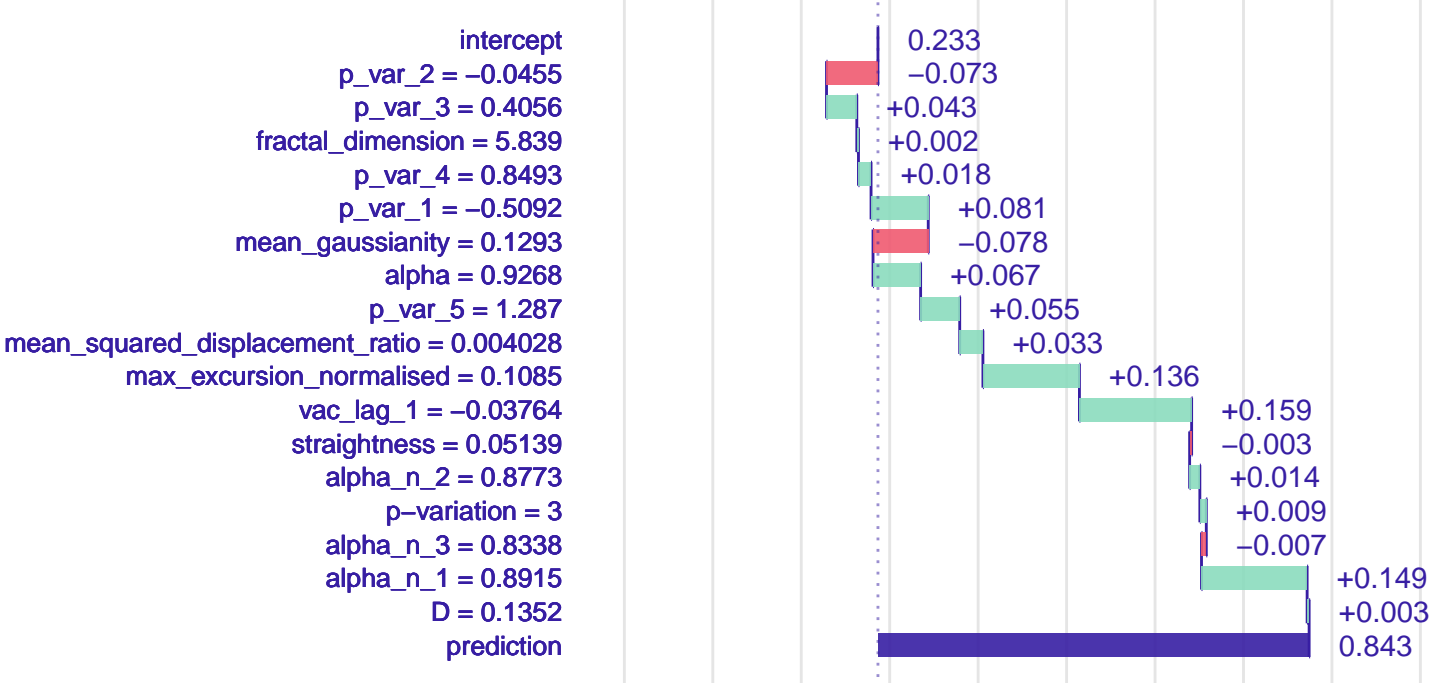 intercept 0.233
p_var_2 = −0.0455 −0.073
p_var_3 = 0.4056 +0.043
fractal_dimension = 5.839 +0.002
p_var_4 = 0.8493 +0.018
p_var_1 = −0.5092 +0.081
mean_gaussianity = 0.1293 −0.078
alpha = 0.9268 +0.067
p_var_5 = 1.287 +0.055
mean_squared_displacement_ratio = 0.004028 +0.033
max_excursion_normalised = 0.1085 +0.136
vac_lag_1 = −0.03764 +0.159
straightness = 0.05139 −0.003
alpha_n_2 = 0.8773 +0.014
p−variation = 3 +0.009
alpha_n_3 = 0.8338 −0.007
alpha_n_1 = 0.8915 +0.149
D = 0.1352 +0.003
prediction 0.843